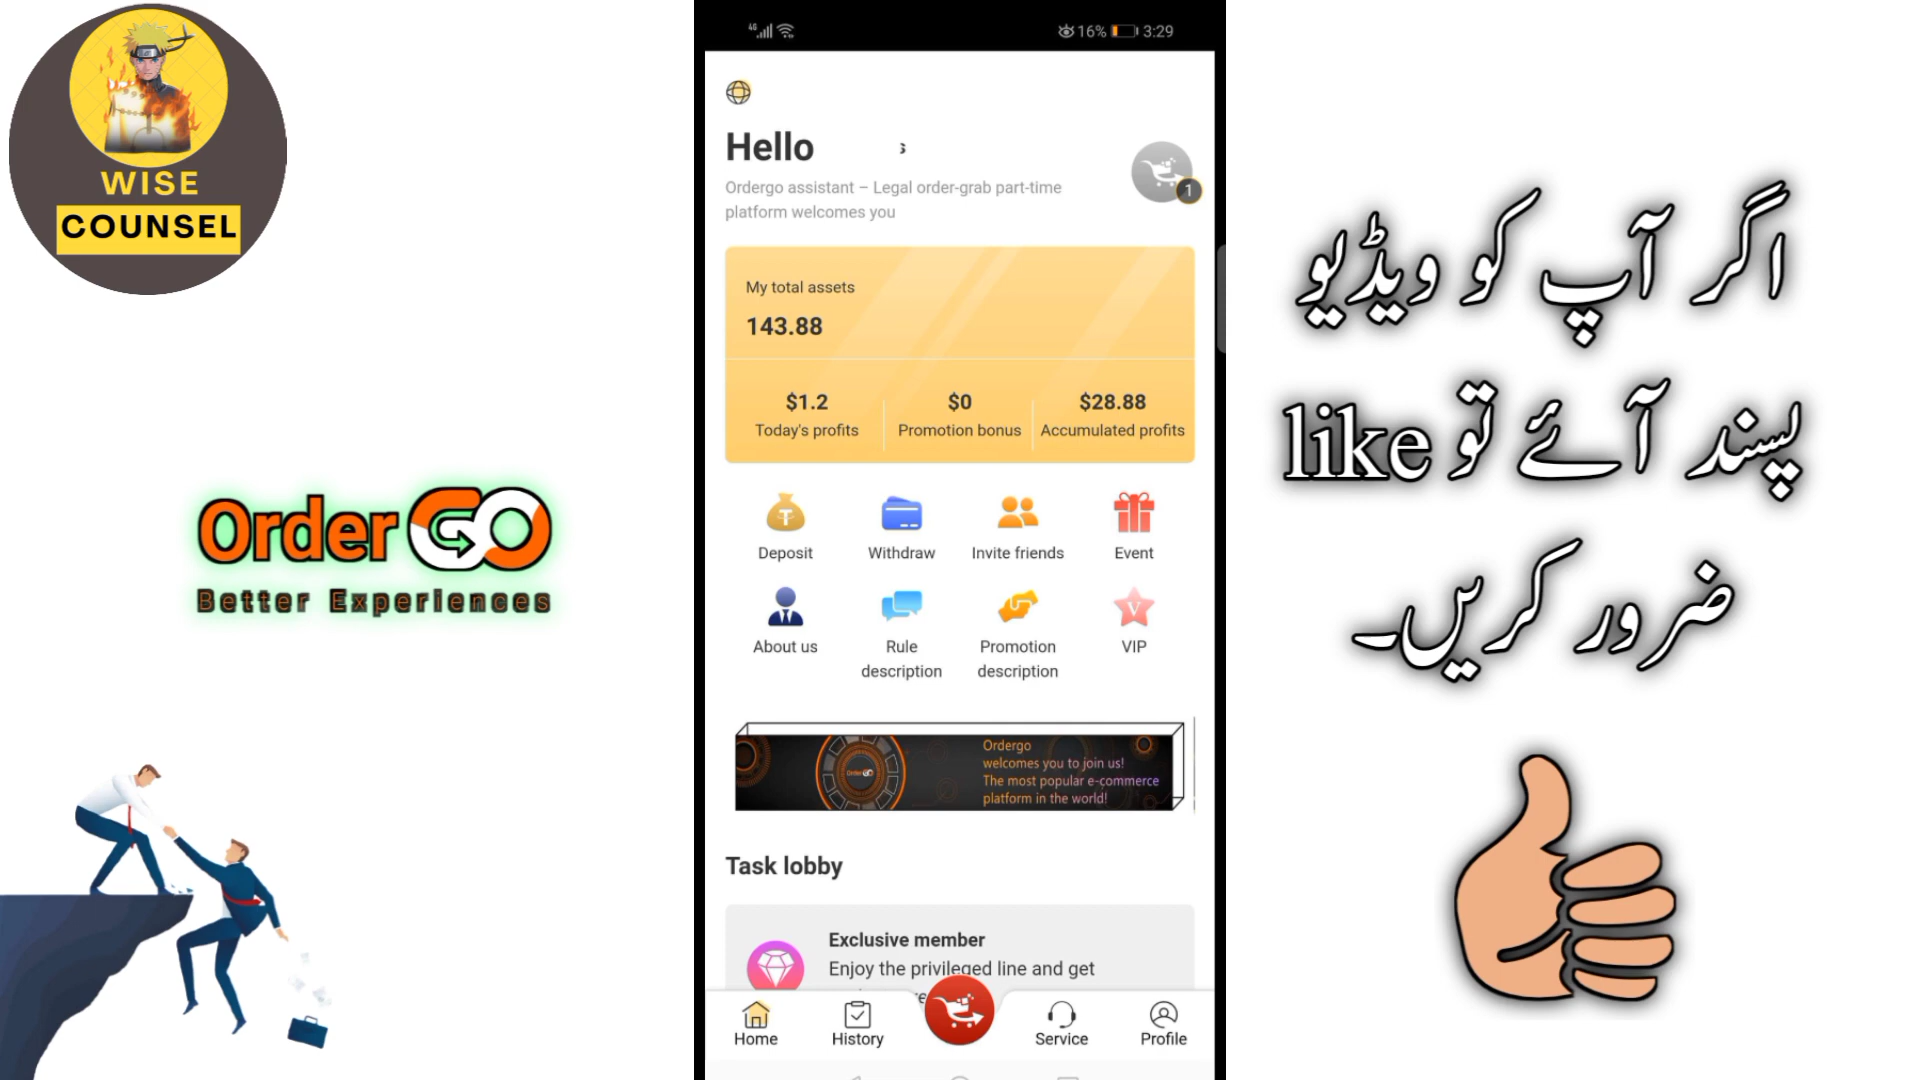 WISE
COUNSEL
Order GO
Better Experiences
4G
16%
3:29
Hello
s
1
Ordergo assistant – Legal order-grab part-time
platform welcomes you
My total assets
143.88
$1.2
$0
$28.88
Today's profits
Promotion bonus
Accumulated profits
Deposit
Withdraw
Invite friends
Event
About us
Rule
description
Promotion
description
VIP
Ordergo
welcomes you to join us!
The most popular e-commerce
platform in the world!
Task lobby
Exclusive member
Enjoy the privileged line and get
Home
History
Service
Profile
اگر آپ کو ویڈیو
پسند آئے تو like
ضرور کریں۔